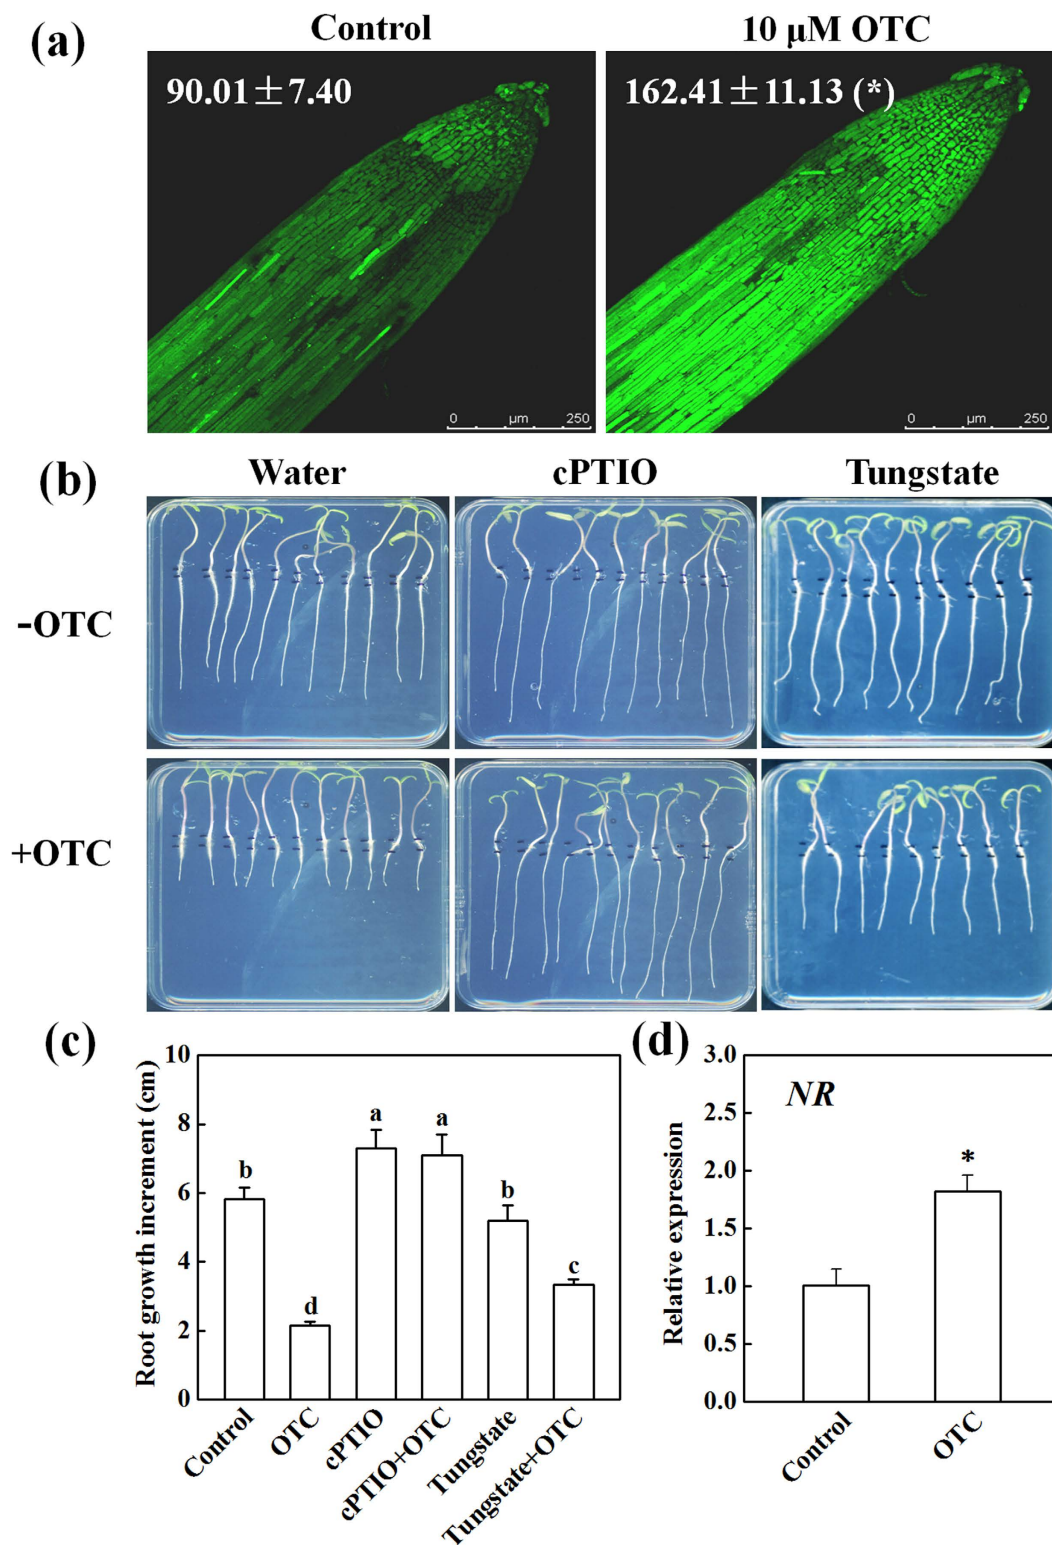 (a)
Control
10 μM OTC
90.01±7.40
162.41±11.13 (*)
0 μm 250
0 μm 250
(b)
Water
cPTIO
Tungstate
-OTC
+OTC
(c)
Root growth increment (cm)
10
8
6
4
2
0
b
d
a
a
b
c
Control
OTC
cPTIO
cPTIO+OTC
Tungstate
Tungstate+OTC
(d)
Relative expression
3.0
2.5
2.0
1.5
1.0
0.5
0.0
NR
*
Control
OTC